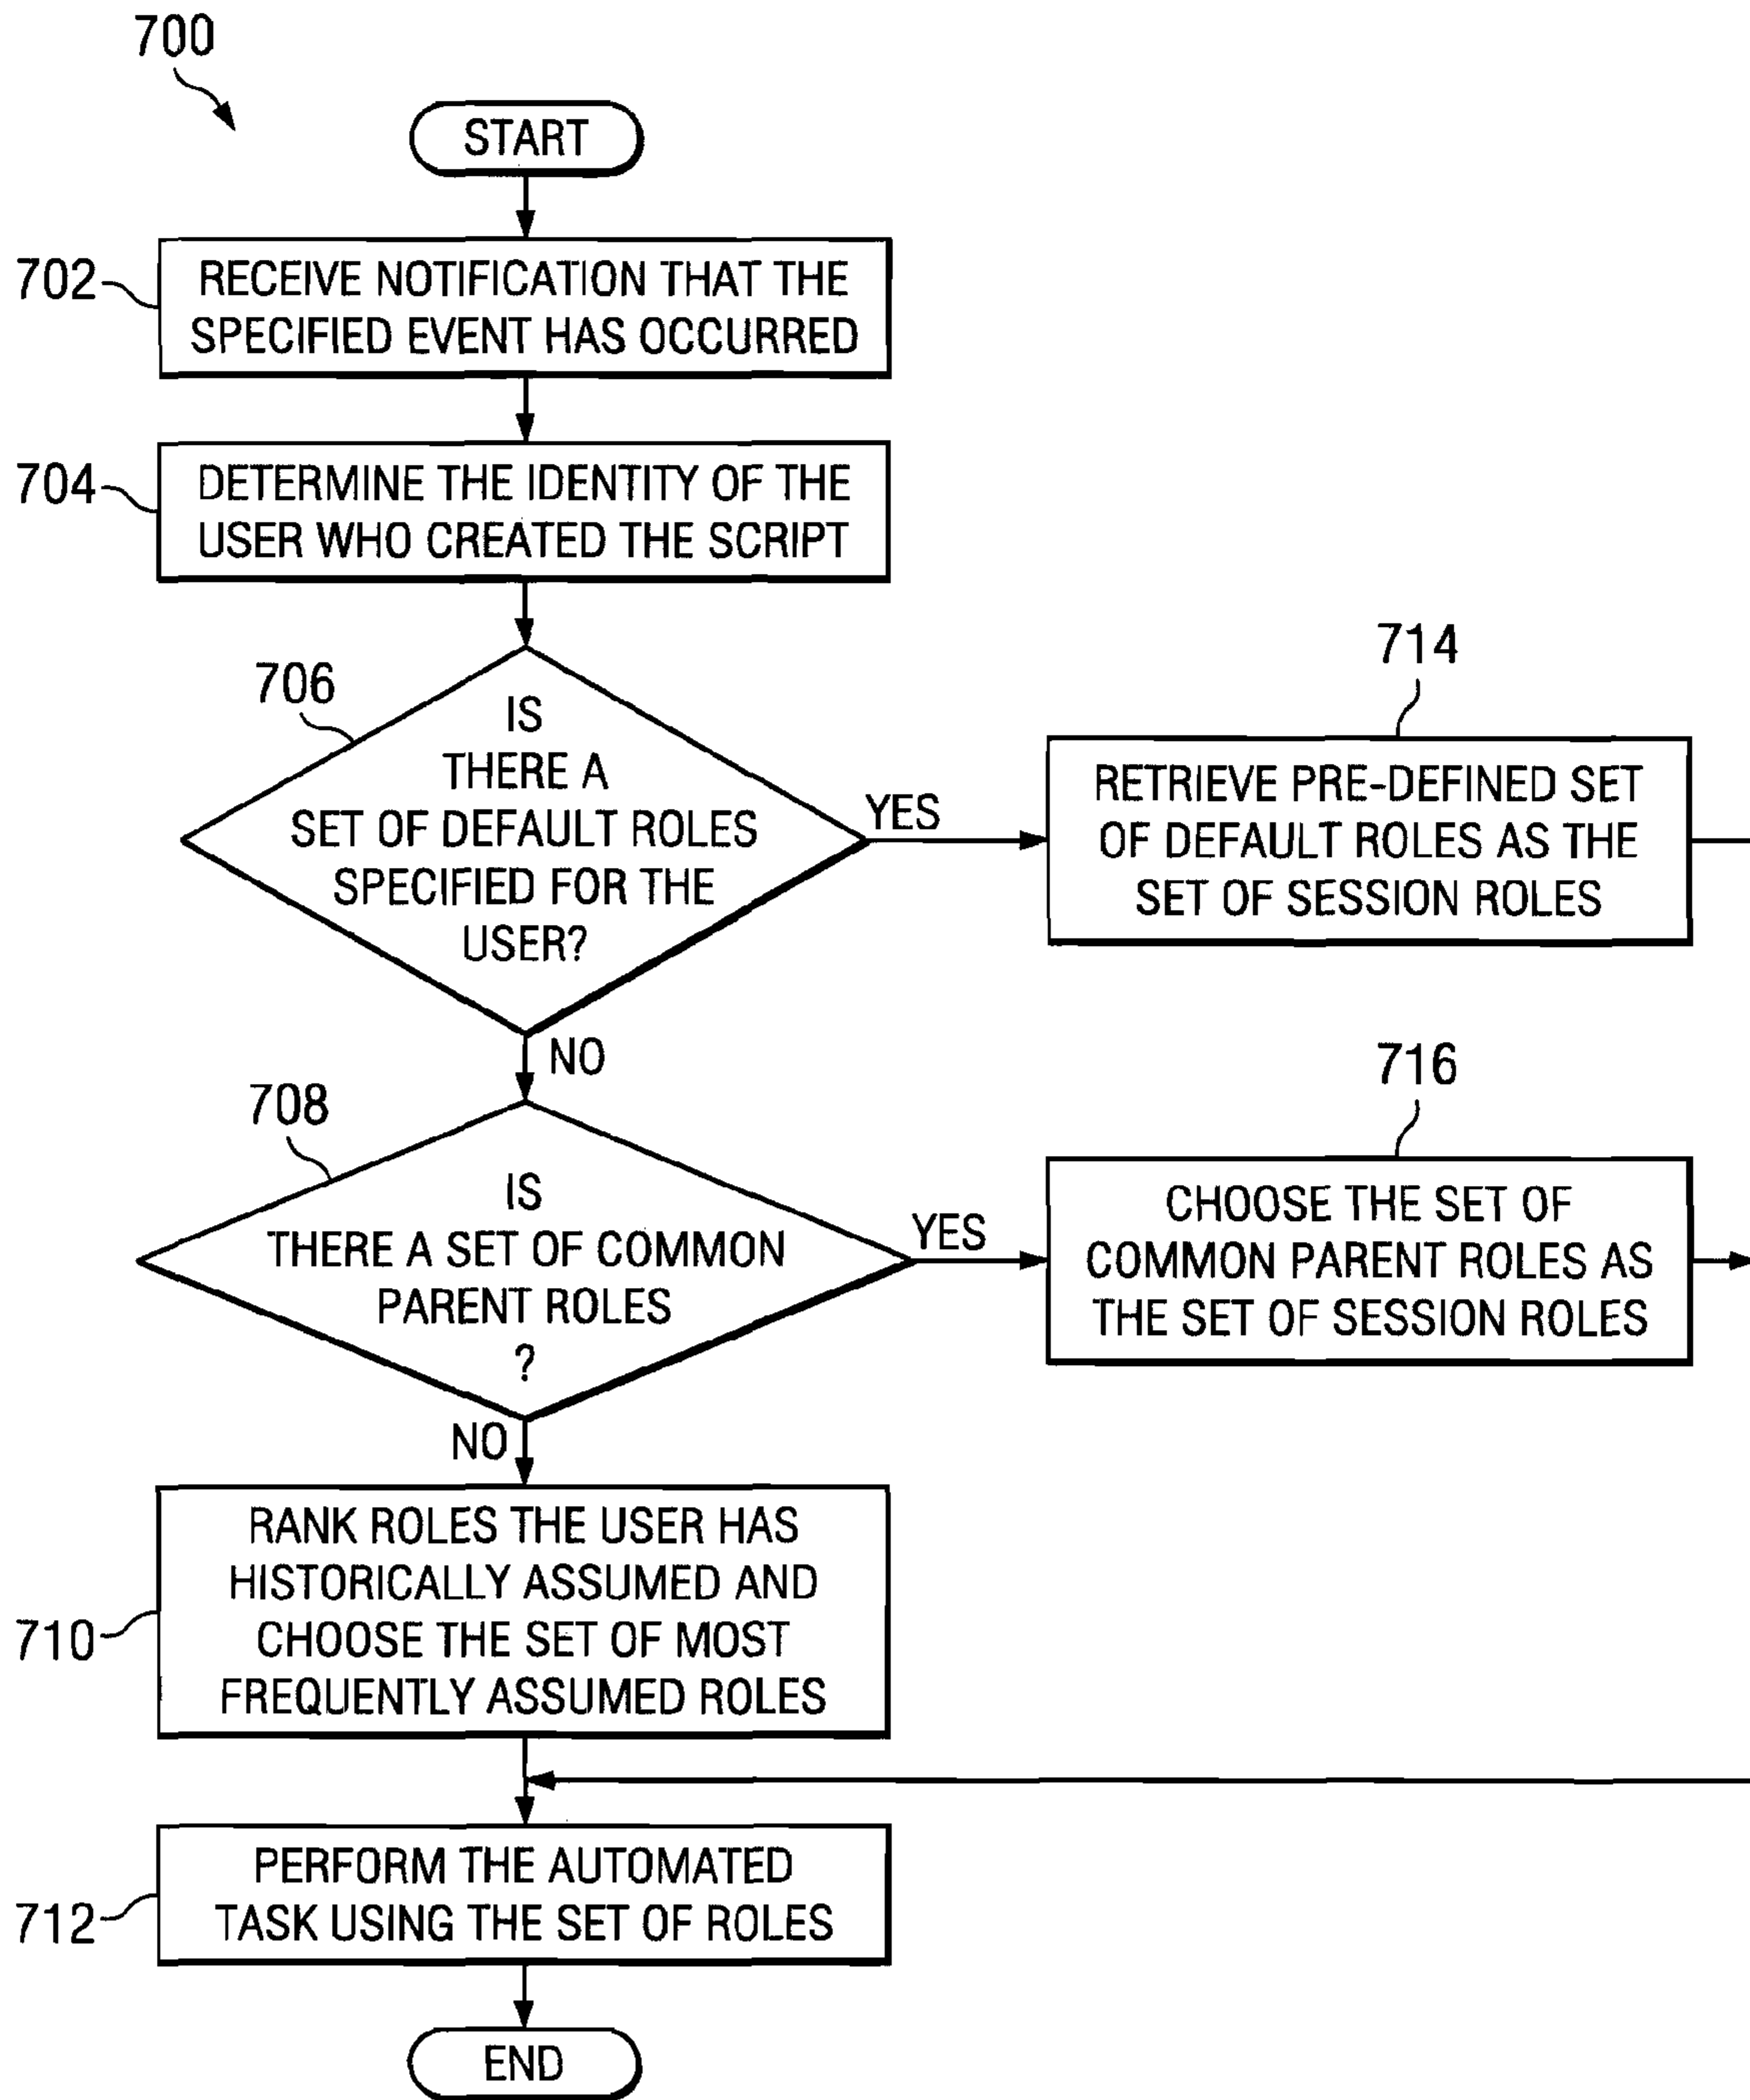 700
START
702
RECEIVE NOTIFICATION THAT THE
SPECIFIED EVENT HAS OCCURRED
704
DETERMINE THE IDENTITY OF THE
USER WHO CREATED THE SCRIPT
706
IS
THERE A
SET OF DEFAULT ROLES
SPECIFIED FOR THE
USER?
YES
714
RETRIEVE PRE-DEFINED SET
OF DEFAULT ROLES AS THE
SET OF SESSION ROLES
NO
708
IS
THERE A SET OF COMMON
PARENT ROLES
?
YES
716
CHOOSE THE SET OF
COMMON PARENT ROLES AS
THE SET OF SESSION ROLES
NO
710
RANK ROLES THE USER HAS
HISTORICALLY ASSUMED AND
CHOOSE THE SET OF MOST
FREQUENTLY ASSUMED ROLES
712
PERFORM THE AUTOMATED
TASK USING THE SET OF ROLES
END